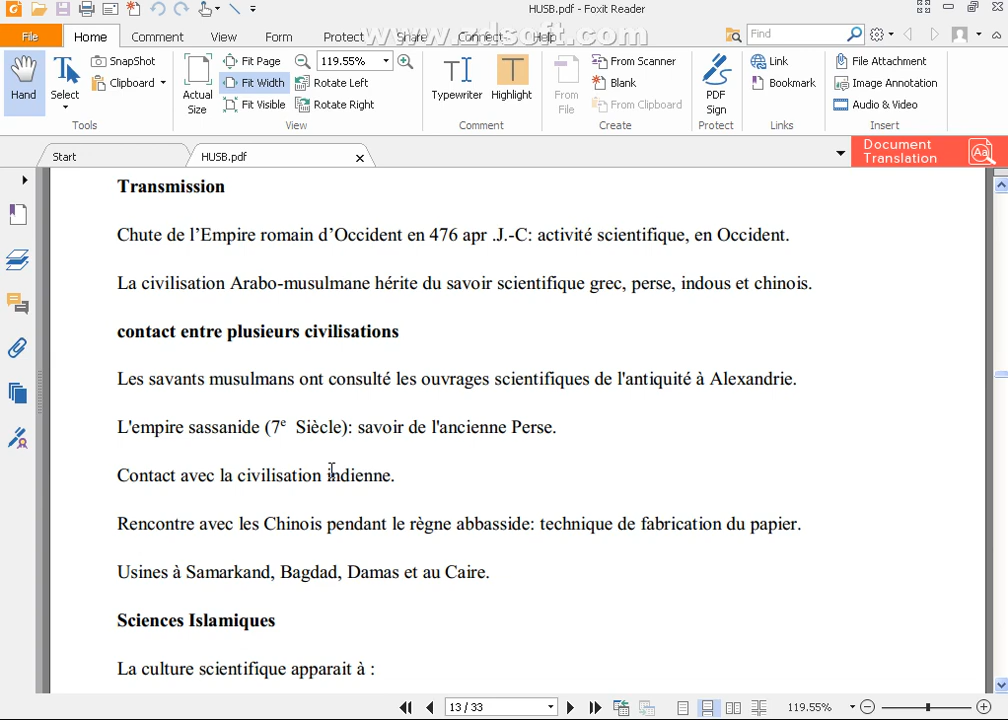 HUSB.pdf - Foxit Reader
File Home Comment View Form Protect Share Connect Help Find
www.zdsoft.com
Hand
Select
SnapShot
Clipboard
Tools
Actual Size
Fit Page
Fit Width
Fit Visible
119.55%
Rotate Left
Rotate Right
View
Typewriter
Highlight
Comment
From File
From Scanner
Blank
From Clipboard
Create
PDF Sign
Protect
Link
Bookmark
Links
File Attachment
Image Annotation
Audio & Video
Insert
Start
HUSB.pdf
Document Translation
Transmission
Chute de l’Empire romain d’Occident en 476 apr .J.-C: activité scientifique, en Occident.
La civilisation Arabo-musulmane hérite du savoir scientifique grec, perse, indous et chinois.
contact entre plusieurs civilisations
Les savants musulmans ont consulté les ouvrages scientifiques de l'antiquité à Alexandrie.
L'empire sassanide (7e Siècle): savoir de l'ancienne Perse.
Contact avec la civilisation indienne.
Rencontre avec les Chinois pendant le règne abbasside: technique de fabrication du papier.
Usines à Samarkand, Bagdad, Damas et au Caire.
Sciences Islamiques
La culture scientifique apparait à :
13 / 33
119.55%